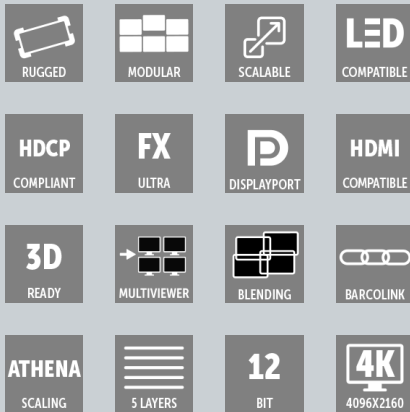 RUGGED
MODULAR
SCALABLE
LED
COMPATIBLE
HDCP
COMPLIANT
FX
ULTRA
DISPLAYPORT
HDMI
COMPATIBLE
3D
READY
MULTIVIEWER
BLENDING
BARCOLINK
ATHENA
SCALING
5 LAYERS
12
BIT
4K
4096X2160